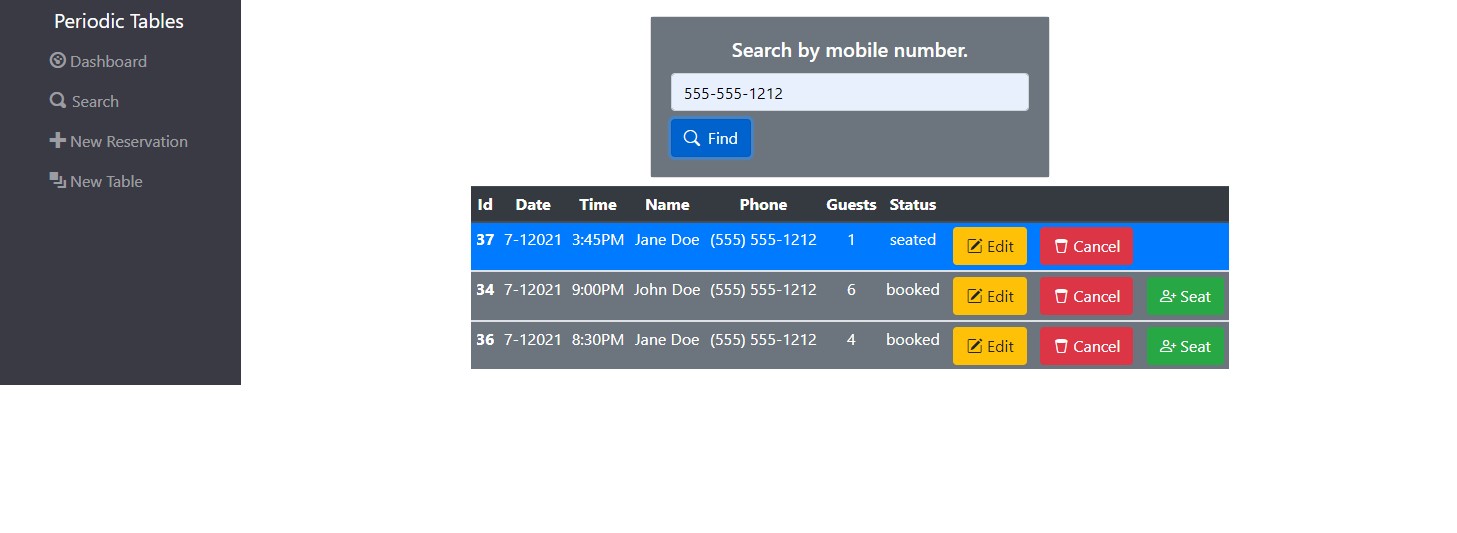 Periodic Tables
Dashboard
Search
New Reservation
New Table
Search by mobile number.
555-555-1212
Find
Id Date Time Name Phone Guests Status
37 7-12021 3:45PM Jane Doe (555) 555-1212 1 seated Edit Cancel
34 7-12021 9:00PM John Doe (555) 555-1212 6 booked Edit Cancel Seat
36 7-12021 8:30PM Jane Doe (555) 555-1212 4 booked Edit Cancel Seat